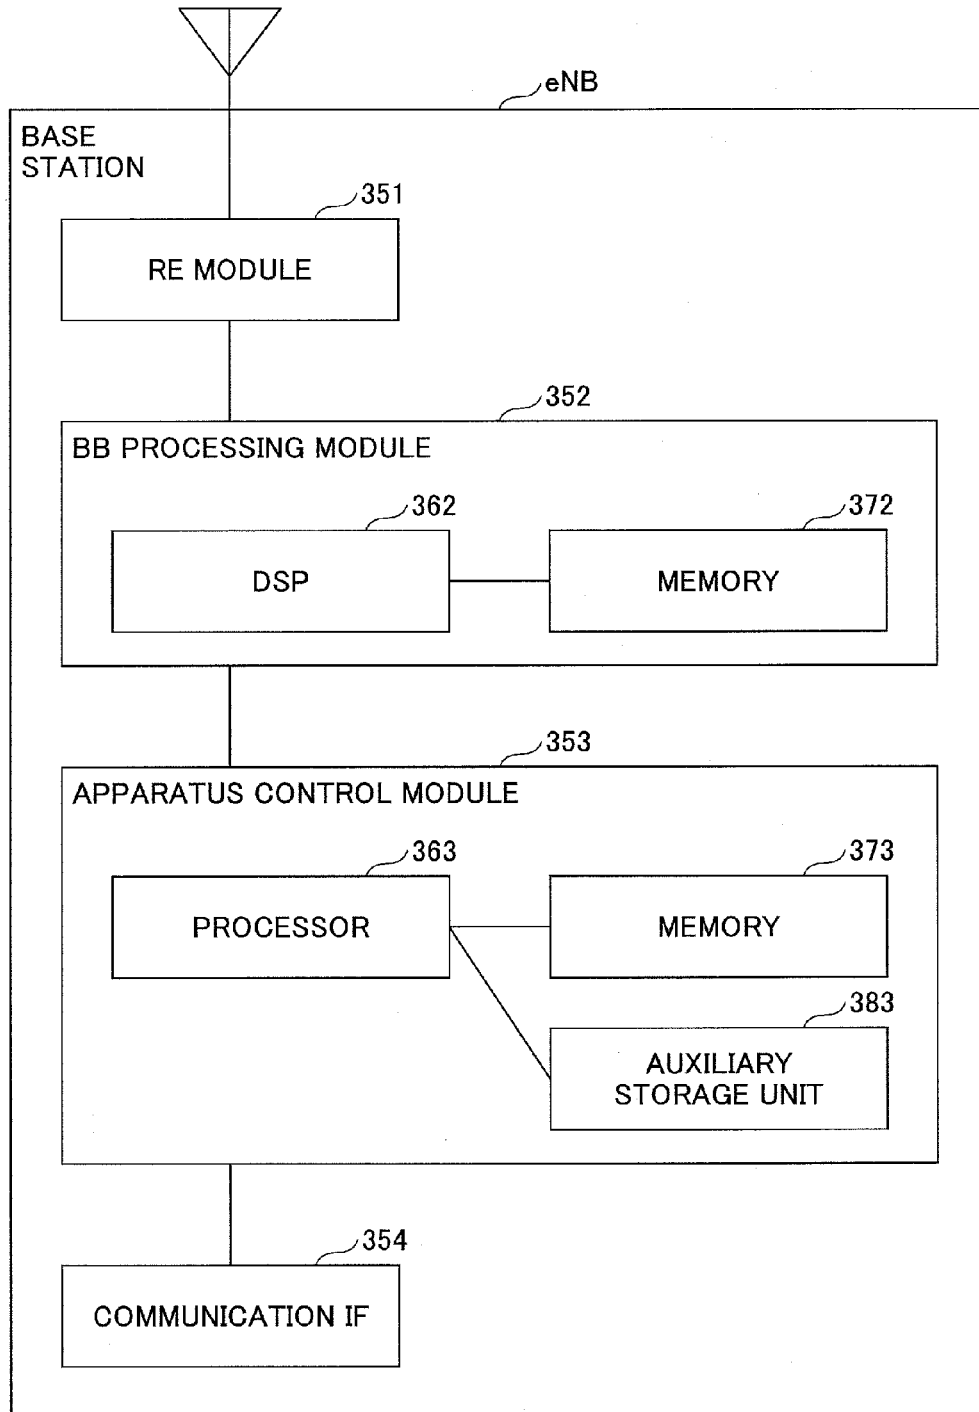 eNB
BASE
STATION
351
RE MODULE
352
BB PROCESSING MODULE
362
372
DSP
MEMORY
353
APPARATUS CONTROL MODULE
363
373
PROCESSOR
MEMORY
383
AUXILIARY
STORAGE UNIT
354
COMMUNICATION IF